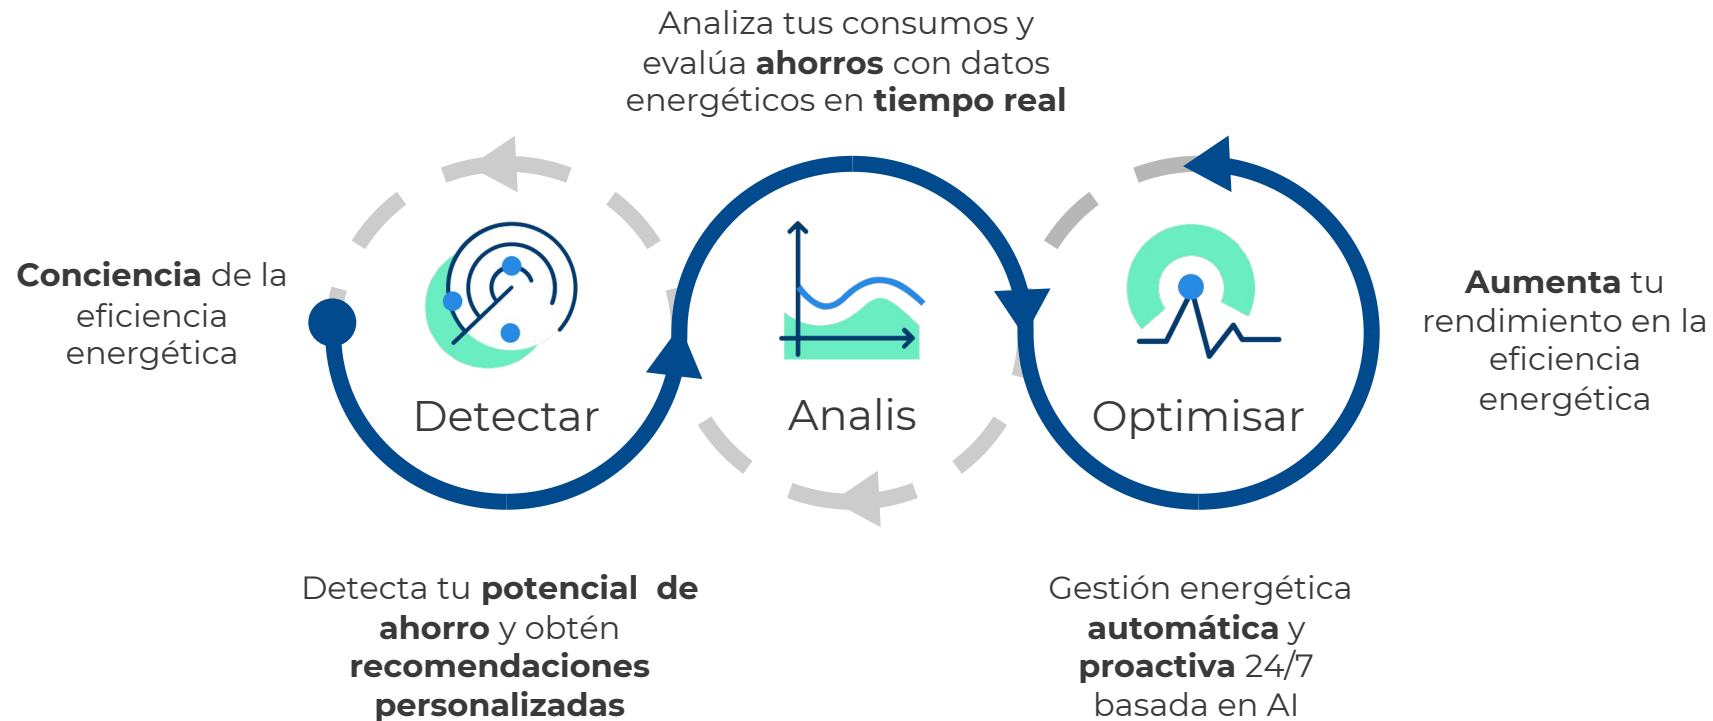 Analiza tus consumos y
evalúa ahorros con datos
energéticos en tiempo real
Conciencia de la
eficiencia
energética
Detectar
Analis
Optimisar
Aumenta tu
rendimiento en la
eficiencia
energética
Detecta tu potencial de
ahorro y obtén
recomendaciones
personalizadas
Gestión energética
automática y
proactiva 24/7
basada en AI